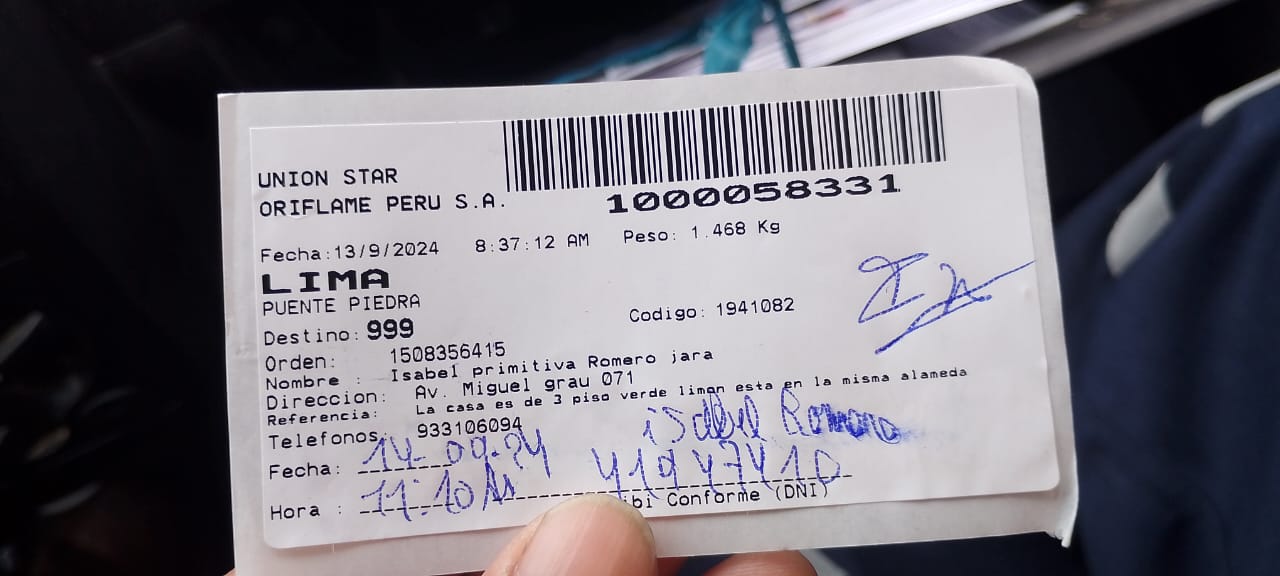 1000058331
UNION STAR
ORIFLAME PERU S.A.
Fecha:13/9/2024 8:37:12 AM Peso: 1.468 Kg
LIMA
PUENTE PIEDRA
Destino: 999 Codigo: 1941082
Orden: 1508356415
Nombre : Isabel primitiva Romero jara
Direccion: Av. Miguel grau 071
Referencia: La casa es de 3 piso verde limon esta en la misma alameda
Telefonos: 933106094
isabel Romero
Fecha: 14-09-24
41947410
Hora : 11:10
ibi Conforme (DNI)